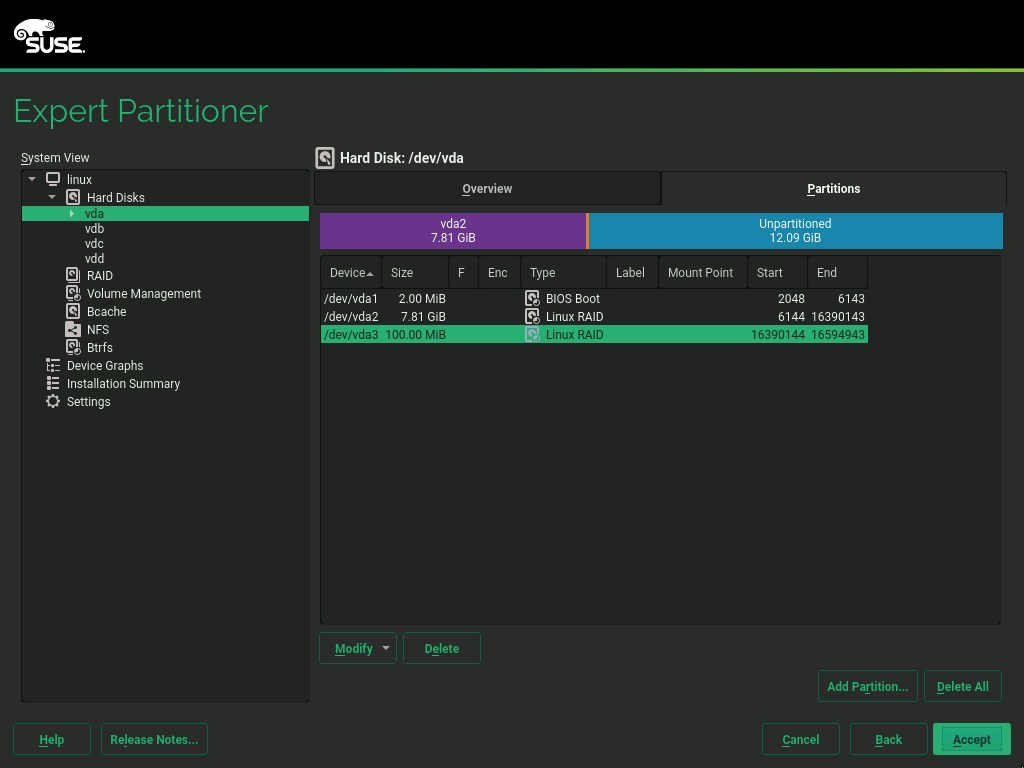 SUSE.
Expert Partitioner
System View
linux
Hard Disks
vda
vdb
vdc
vdd
RAID
Volume Management
Bcache
NFS
Btrfs
Device Graphs
Installation Summary
Settings
Hard Disk: /dev/vda
Overview Partitions
vda2 Unpartitioned
7.81 GiB 12.09 GiB
Device Size F Enc Type Label Mount Point Start End
/dev/vda1 2.00 MiB BIOS Boot 2048 6143
/dev/vda2 7.81 GiB Linux RAID 6144 16390143
/dev/vda3 100.00 MiB Linux RAID 16390144 16594943
Modify Delete
Add Partition... Delete All
Help Release Notes... Cancel Back Accept